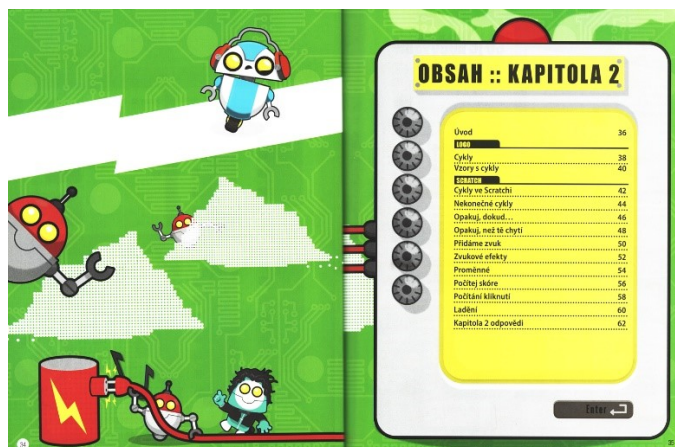 OBSAH :: KAPITOLA 2
Úvod 36
LOGO
Cykly 38
Vzory s cykly 40
SCRATCH
Cykly ve Scratchi 42
Nekonečné cykly 44
Opakuj, dokud... 46
Opakuj, než tě chytí 48
Přidáme zvuk 50
Zvukové efekty 52
Proměnné 54
Počítej skóre 56
Počítání kliknutí 58
Ladění 60
Kapitola 2 odpovědi 62
Enter
34
35